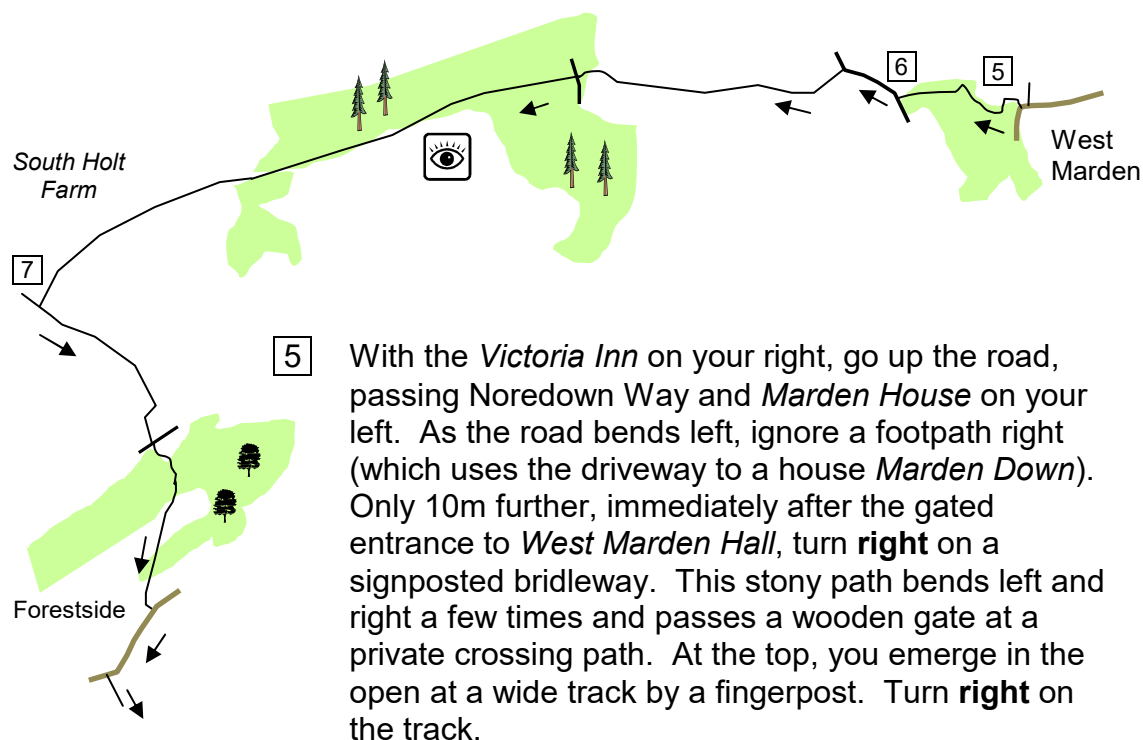 6
5
West
Marden
South Holt
Farm
7
5
With the Victoria Inn on your right, go up the road,
passing Noredown Way and Marden House on your
left. As the road bends left, ignore a footpath right
(which uses the driveway to a house Marden Down).
Only 10m further, immediately after the gated
entrance to West Marden Hall, turn right on a
signposted bridleway. This stony path bends left and
right a few times and passes a wooden gate at a
private crossing path. At the top, you emerge in the
open at a wide track by a fingerpost. Turn right on
the track.
Forestside